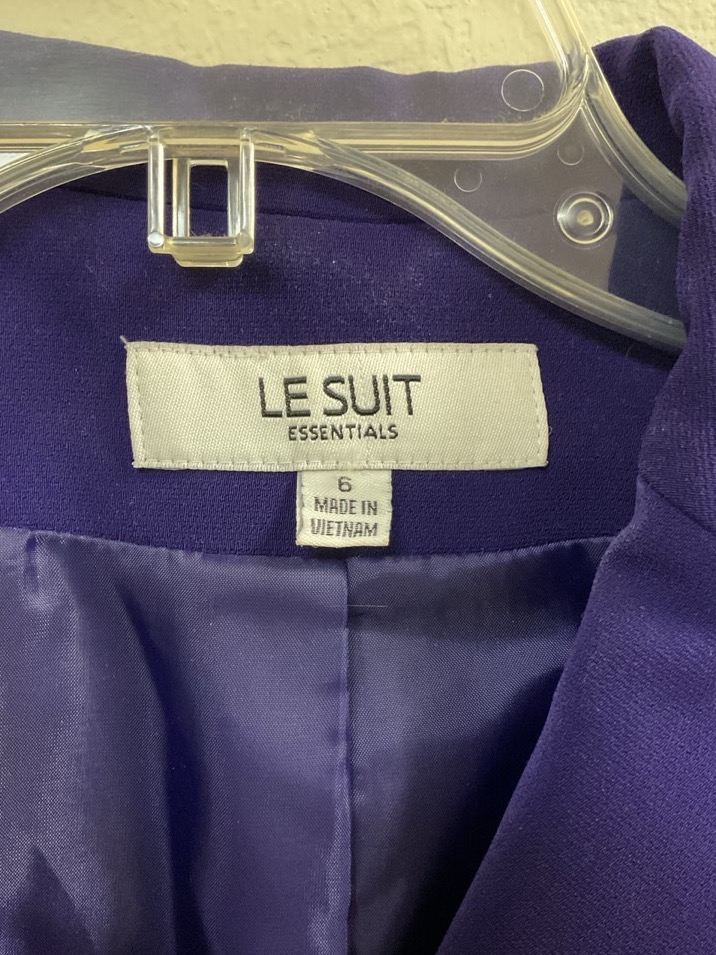 LE SUIT
ESSENTIALS
6
MADE IN
VIETNAM